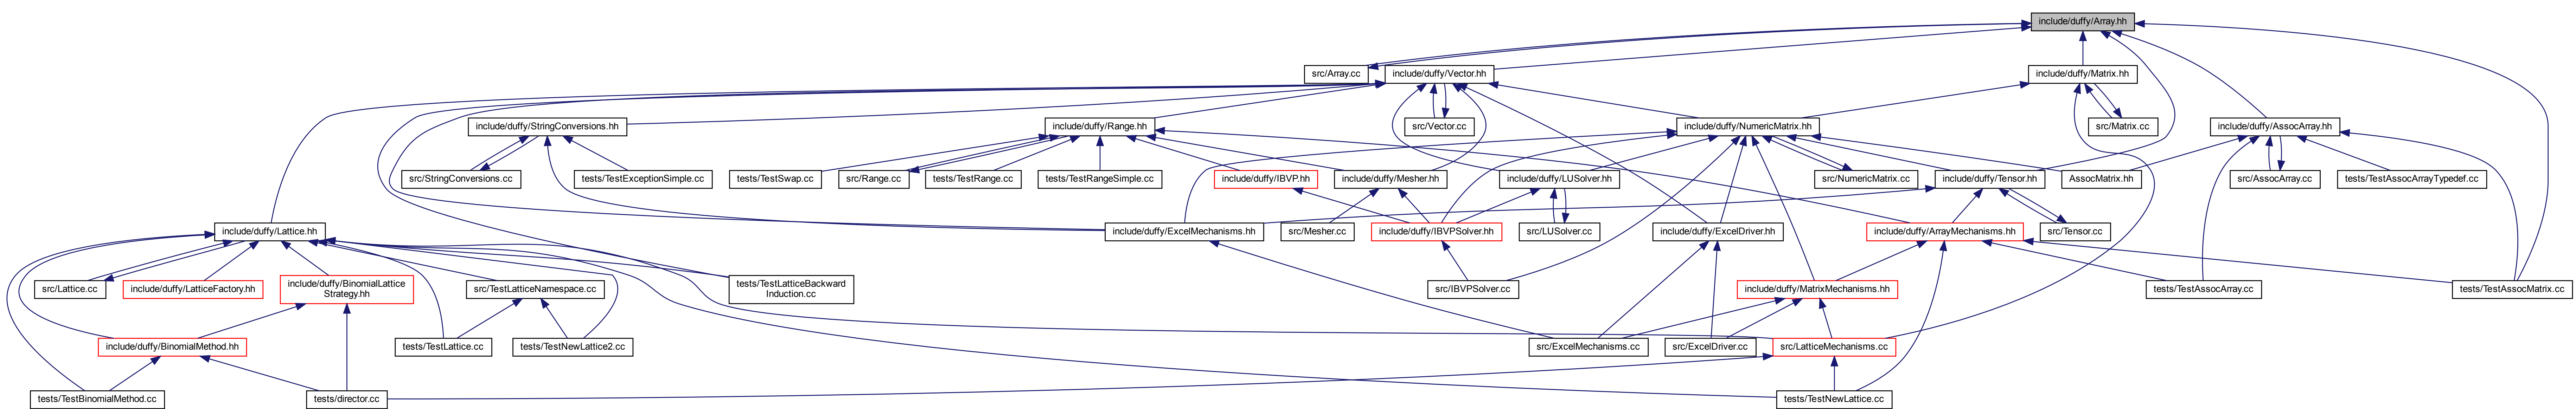 include/duffy/Array.hh
src/Array.cc
include/duffy/Vector.hh
include/duffy/Matrix.hh
include/duffy/StringConversions.hh
include/duffy/Range.hh
src/Vector.cc
include/duffy/NumericMatrix.hh
src/Matrix.cc
include/duffy/AssocArray.hh
src/StringConversions.cc
tests/TestExceptionSimple.cc
tests/TestSwap.cc
src/Range.cc
tests/TestRange.cc
tests/TestRangeSimple.cc
include/duffy/IBVP.hh
include/duffy/Mesher.hh
include/duffy/LUSolver.hh
src/NumericMatrix.cc
include/duffy/Tensor.hh
AssocMatrix.hh
src/AssocArray.cc
tests/TestAssocArrayTypedef.cc
include/duffy/Lattice.hh
include/duffy/ExcelMechanisms.hh
src/Mesher.cc
include/duffy/IBVPSolver.hh
src/LUSolver.cc
include/duffy/ExcelDriver.hh
include/duffy/ArrayMechanisms.hh
src/Tensor.cc
src/Lattice.cc
include/duffy/LatticeFactory.hh
include/duffy/BinomialLattice
Strategy.hh
src/TestLatticeNamespace.cc
tests/TestLatticeBackward
Induction.cc
src/IBVPSolver.cc
include/duffy/MatrixMechanisms.hh
tests/TestAssocArray.cc
tests/TestAssocMatrix.cc
include/duffy/BinomialMethod.hh
tests/TestLattice.cc
tests/TestNewLattice2.cc
src/ExcelMechanisms.cc
src/ExcelDriver.cc
src/LatticeMechanisms.cc
tests/TestBinomialMethod.cc
tests/director.cc
tests/TestNewLattice.cc